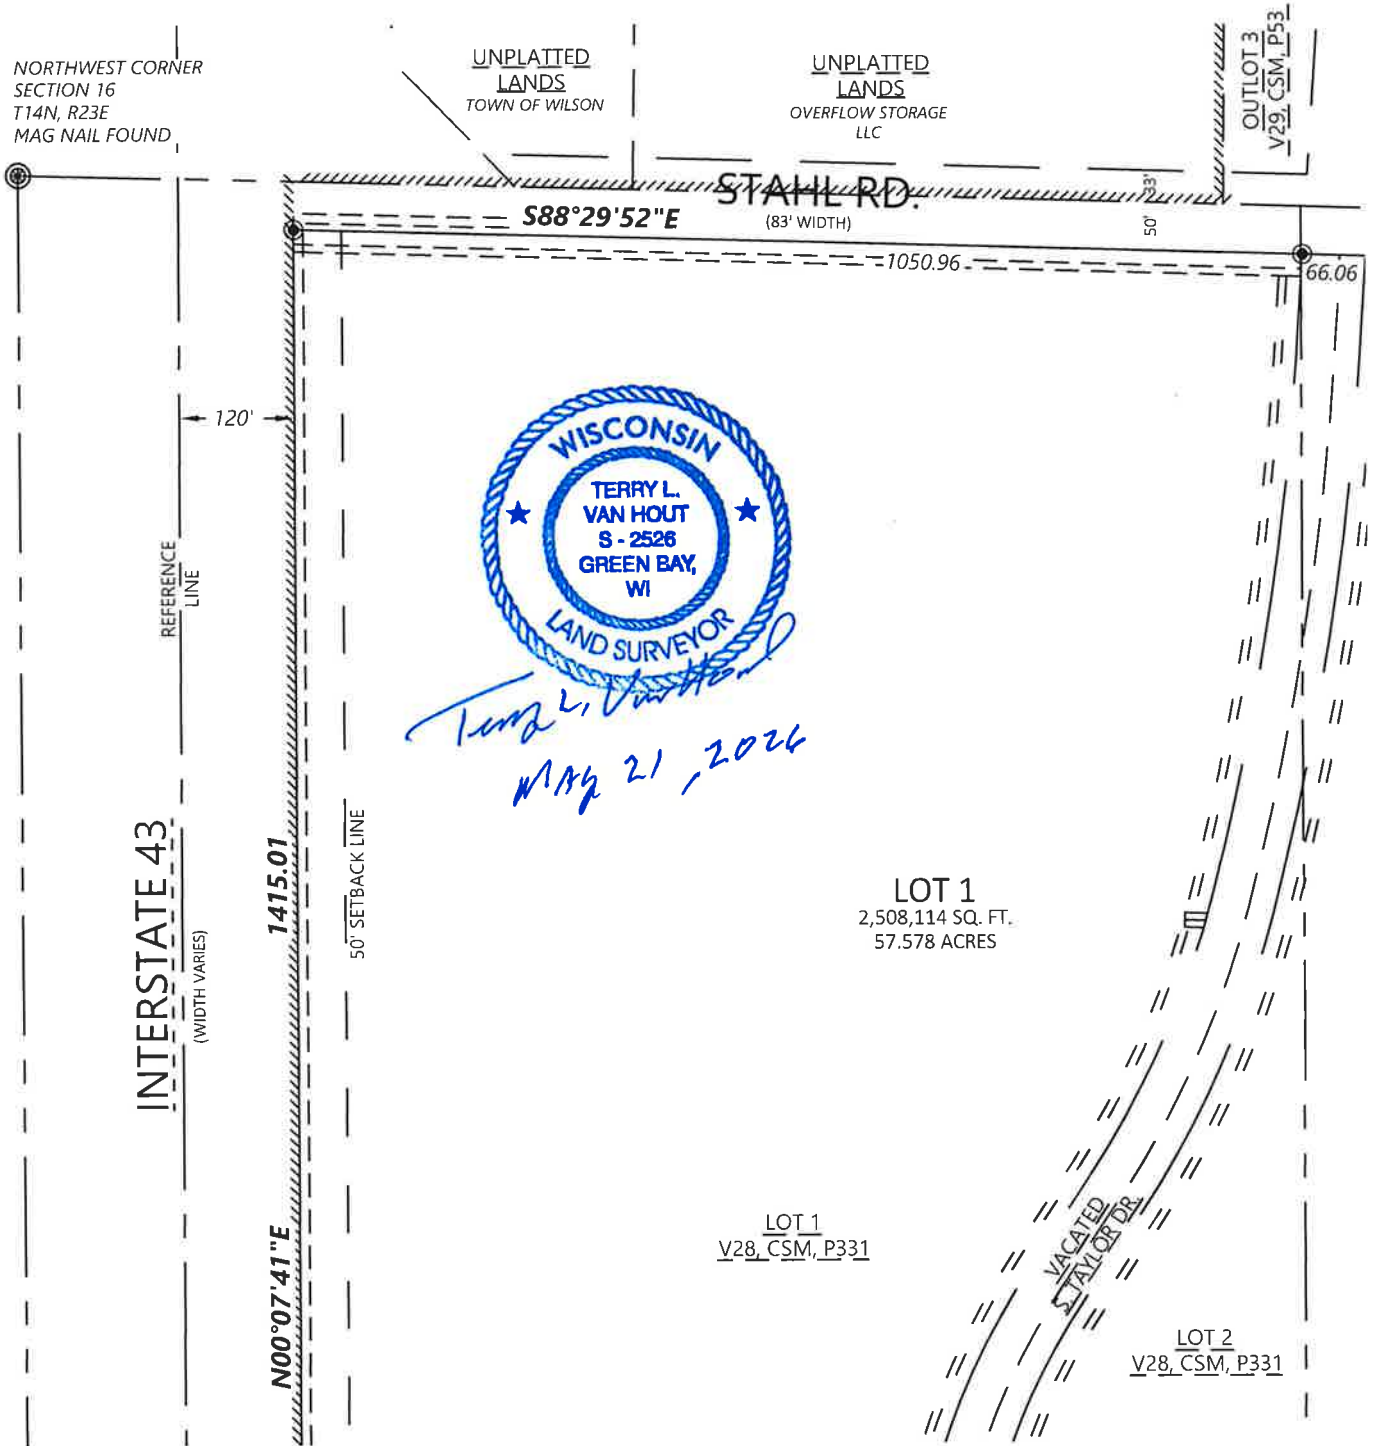 NORTHWEST CORNER
SECTION 16
T14N, R23E
MAG NAIL FOUND
UNPLATTED
LANDS
TOWN OF WILSON
UNPLATTED
LANDS
OVERFLOW STORAGE
LLC
OUTLOT 3
V29, CSM, P53
STAHL RD.
(83' WIDTH)
33'
50'
S88°29'52"E
1050.96
66.06
120'
REFERENCE
LINE
WISCONSIN
TERRY L.
VAN HOUT
S - 2526
GREEN BAY,
WI
LAND SURVEYOR
Terry L. Van Hout
May 21, 2026
INTERSTATE 43
(WIDTH VARIES)
1415.01
N00°07'41"E
50' SETBACK LINE
LOT 1
2,508,114 SQ. FT.
57.578 ACRES
LOT 1
V28, CSM, P331
VACATED
S. TAYLOR DR.
LOT 2
V28, CSM, P331